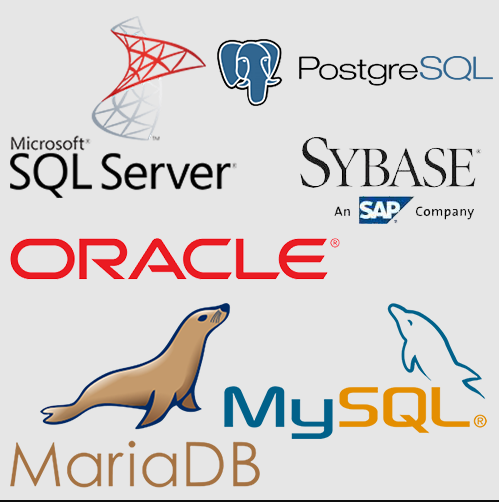 PostgreSQL
Microsoft®
SQL Server®
SYBASE®
An SAP® Company
ORACLE®
MySQL®
MariaDB